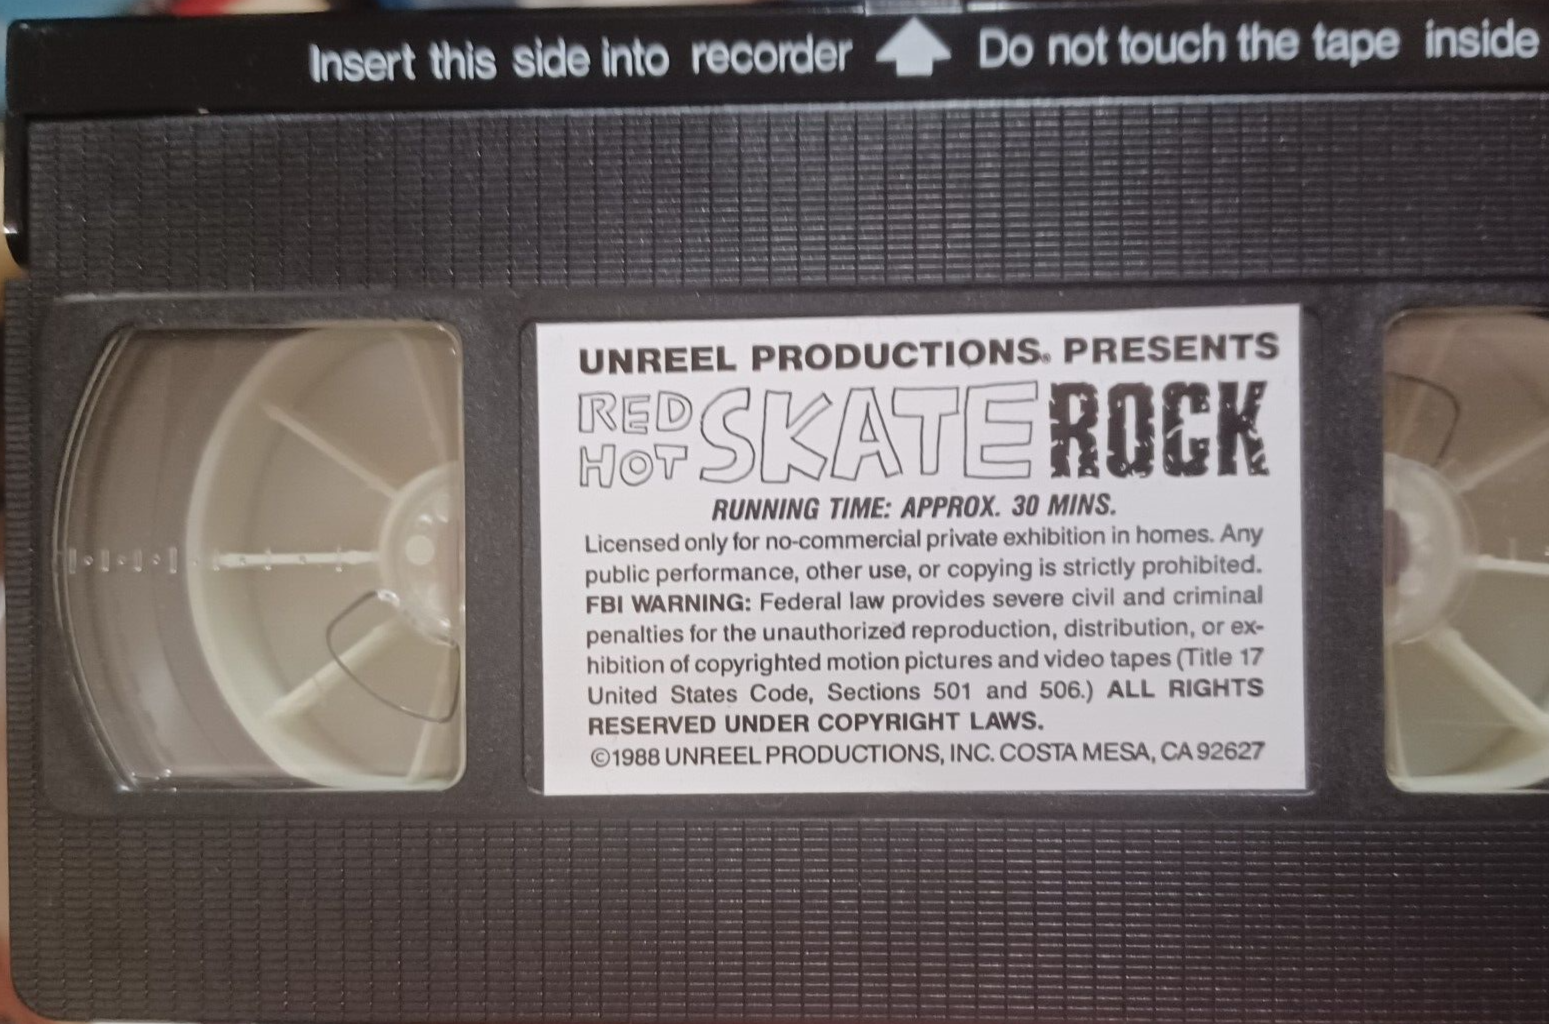 Insert this side into recorder Do not touch the tape inside
UNREEL PRODUCTIONS® PRESENTS
RED HOT SKATE ROCK
RUNNING TIME: APPROX. 30 MINS.
Licensed only for no-commercial private exhibition in homes. Any
public performance, other use, or copying is strictly prohibited.
FBI WARNING: Federal law provides severe civil and criminal
penalties for the unauthorized reproduction, distribution, or ex-
hibition of copyrighted motion pictures and video tapes (Title 17
United States Code, Sections 501 and 506.) ALL RIGHTS
RESERVED UNDER COPYRIGHT LAWS.
©1988 UNREEL PRODUCTIONS, INC. COSTA MESA, CA 92627